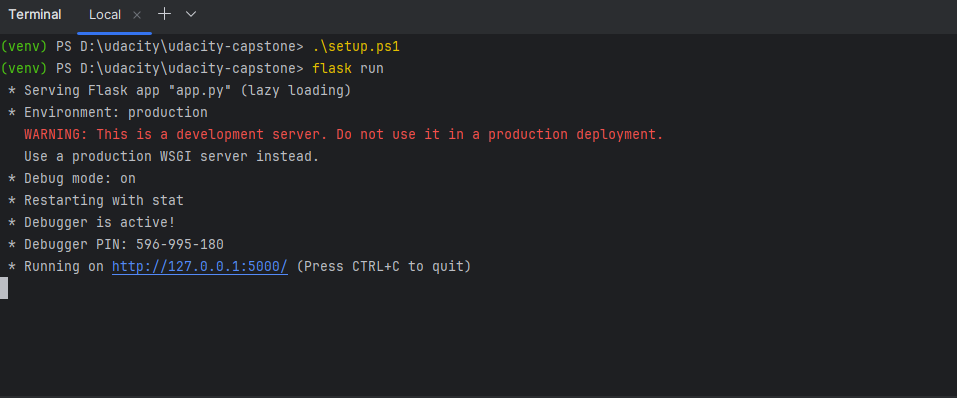 Terminal Local
(venv) PS D:\udacity\udacity-capstone> .\setup.ps1
(venv) PS D:\udacity\udacity-capstone> flask run
* Serving Flask app "app.py" (lazy loading)
* Environment: production
WARNING: This is a development server. Do not use it in a production deployment.
Use a production WSGI server instead.
* Debug mode: on
* Restarting with stat
* Debugger is active!
* Debugger PIN: 596-995-180
* Running on http://127.0.0.1:5000/ (Press CTRL+C to quit)